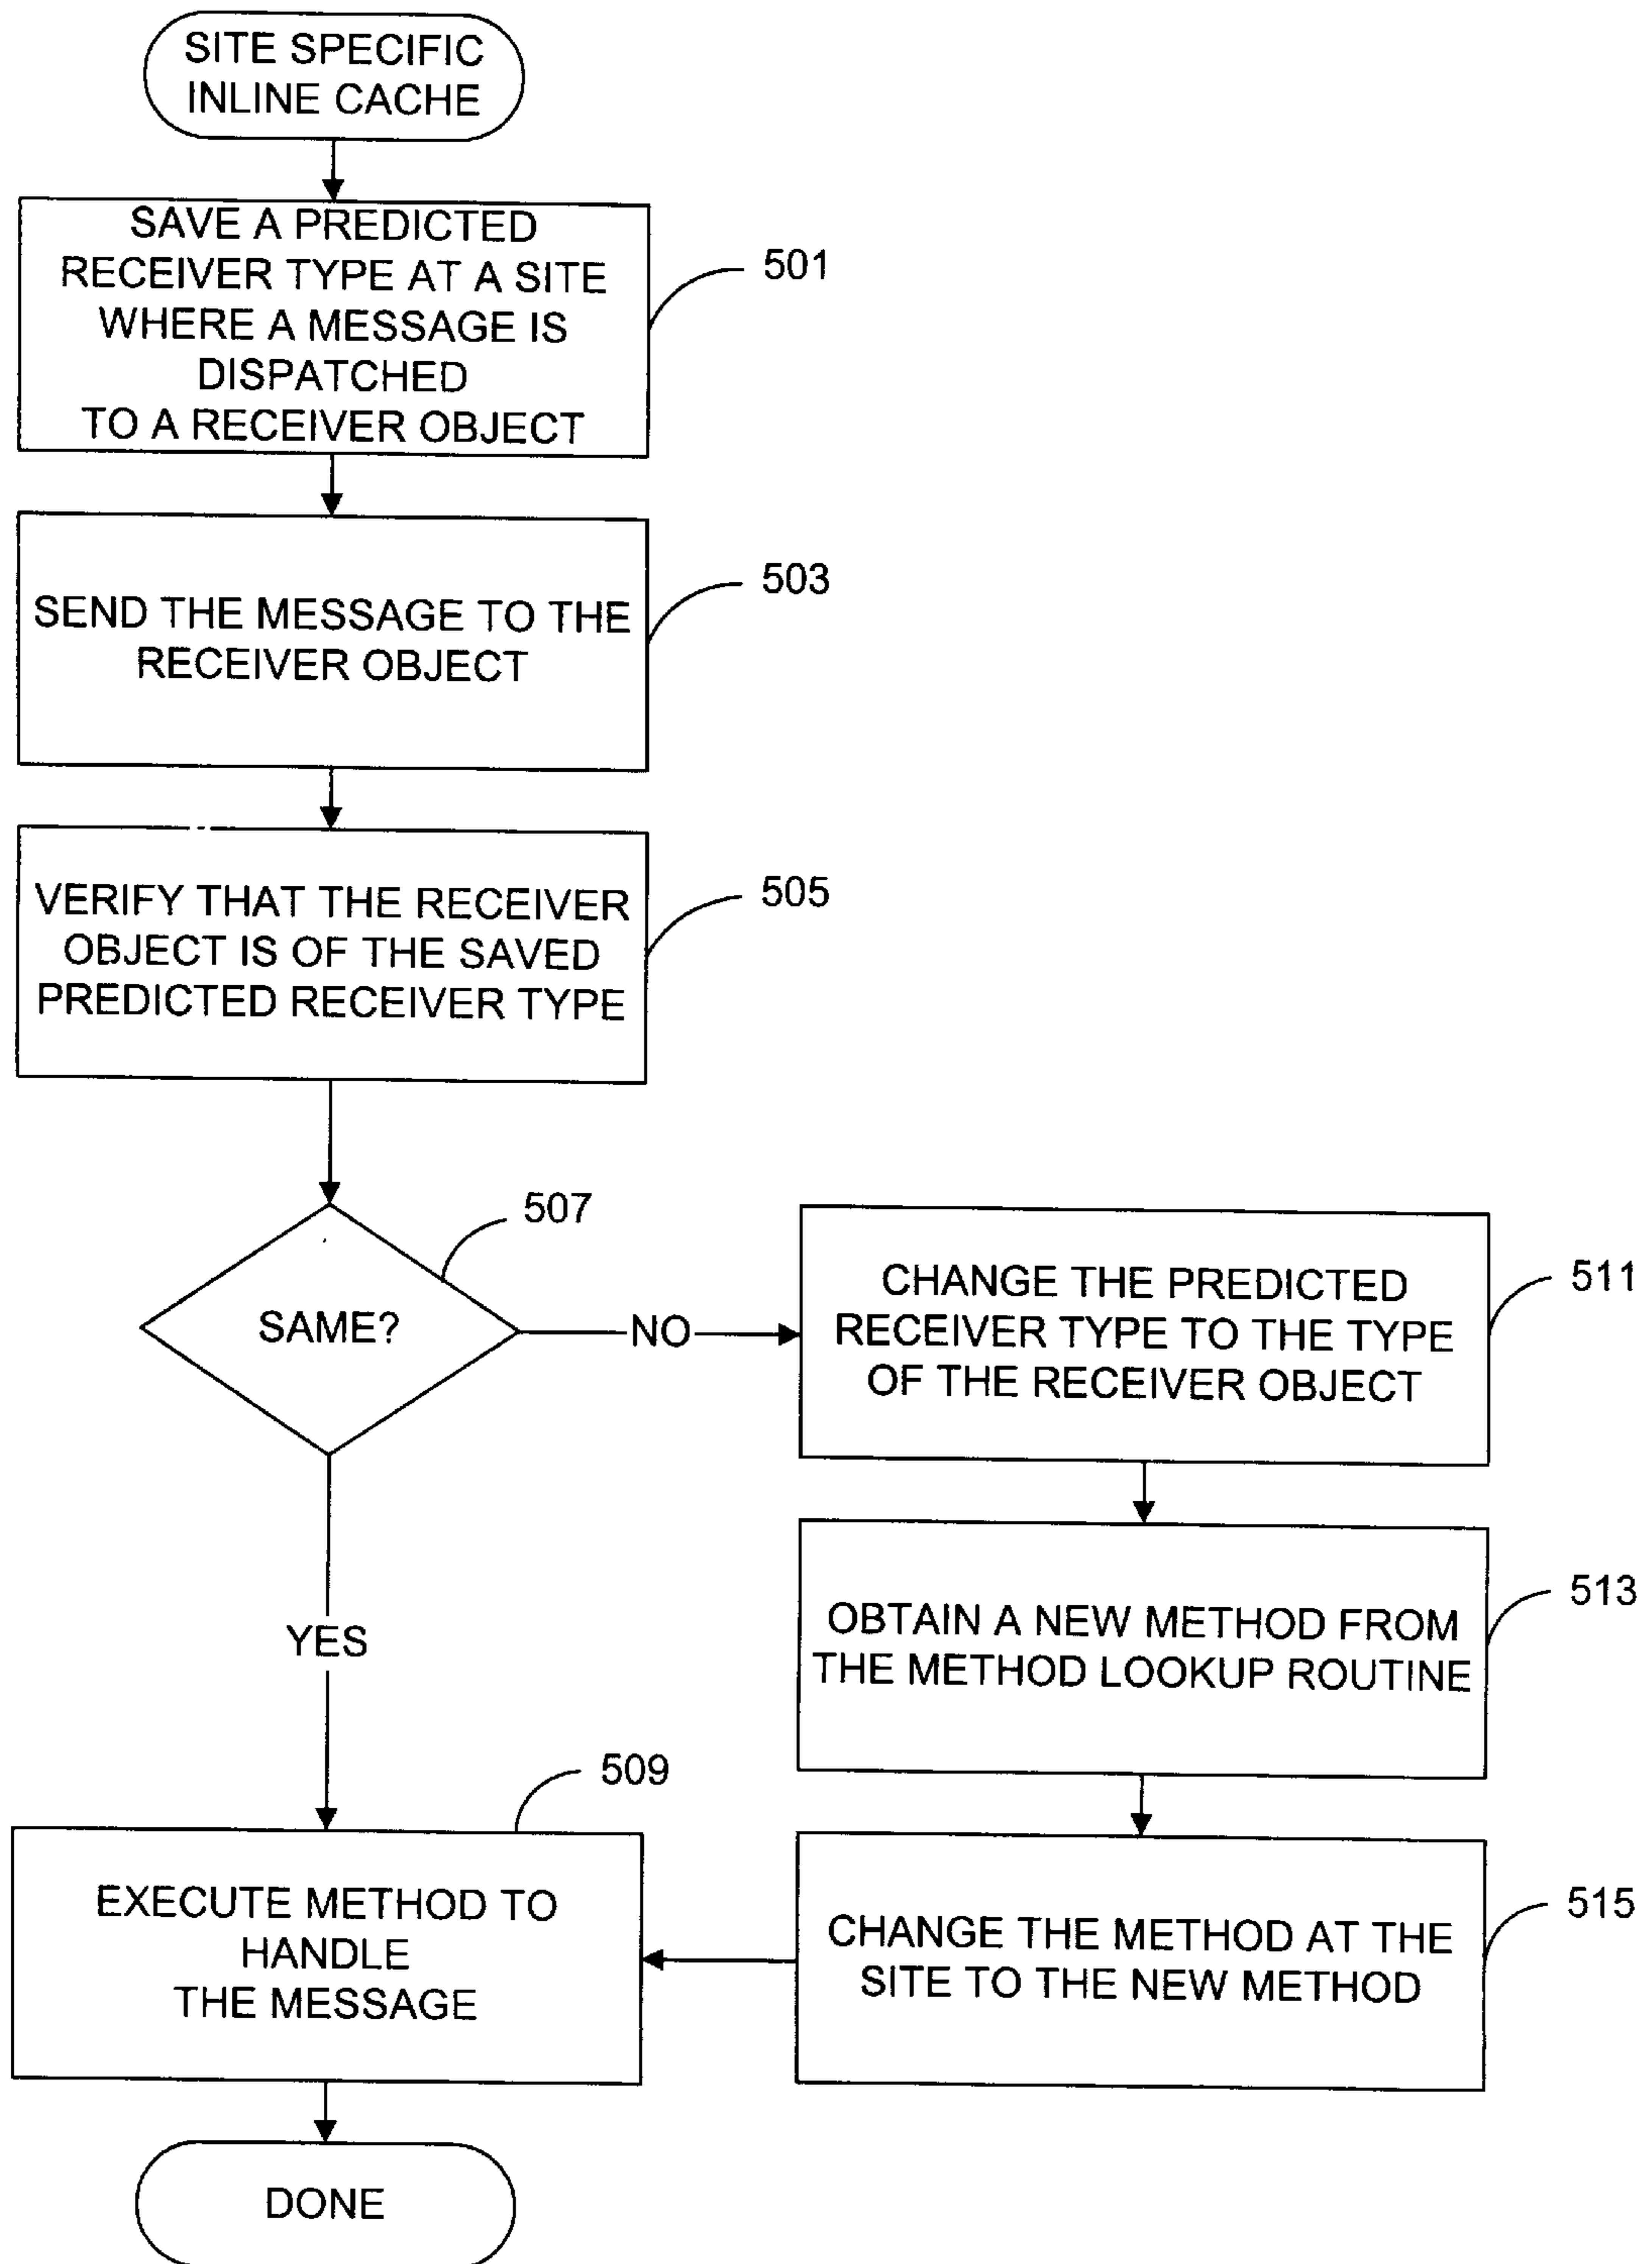 SITE SPECIFIC
INLINE CACHE
SAVE A PREDICTED
RECEIVER TYPE AT A SITE
WHERE A MESSAGE IS
DISPATCHED
TO A RECEIVER OBJECT
501
SEND THE MESSAGE TO THE
RECEIVER OBJECT
503
VERIFY THAT THE RECEIVER
OBJECT IS OF THE SAVED
PREDICTED RECEIVER TYPE
505
SAME?
507
NO
CHANGE THE PREDICTED
RECEIVER TYPE TO THE TYPE
OF THE RECEIVER OBJECT
511
OBTAIN A NEW METHOD FROM
THE METHOD LOOKUP ROUTINE
513
CHANGE THE METHOD AT THE
SITE TO THE NEW METHOD
515
YES
EXECUTE METHOD TO
HANDLE
THE MESSAGE
509
DONE